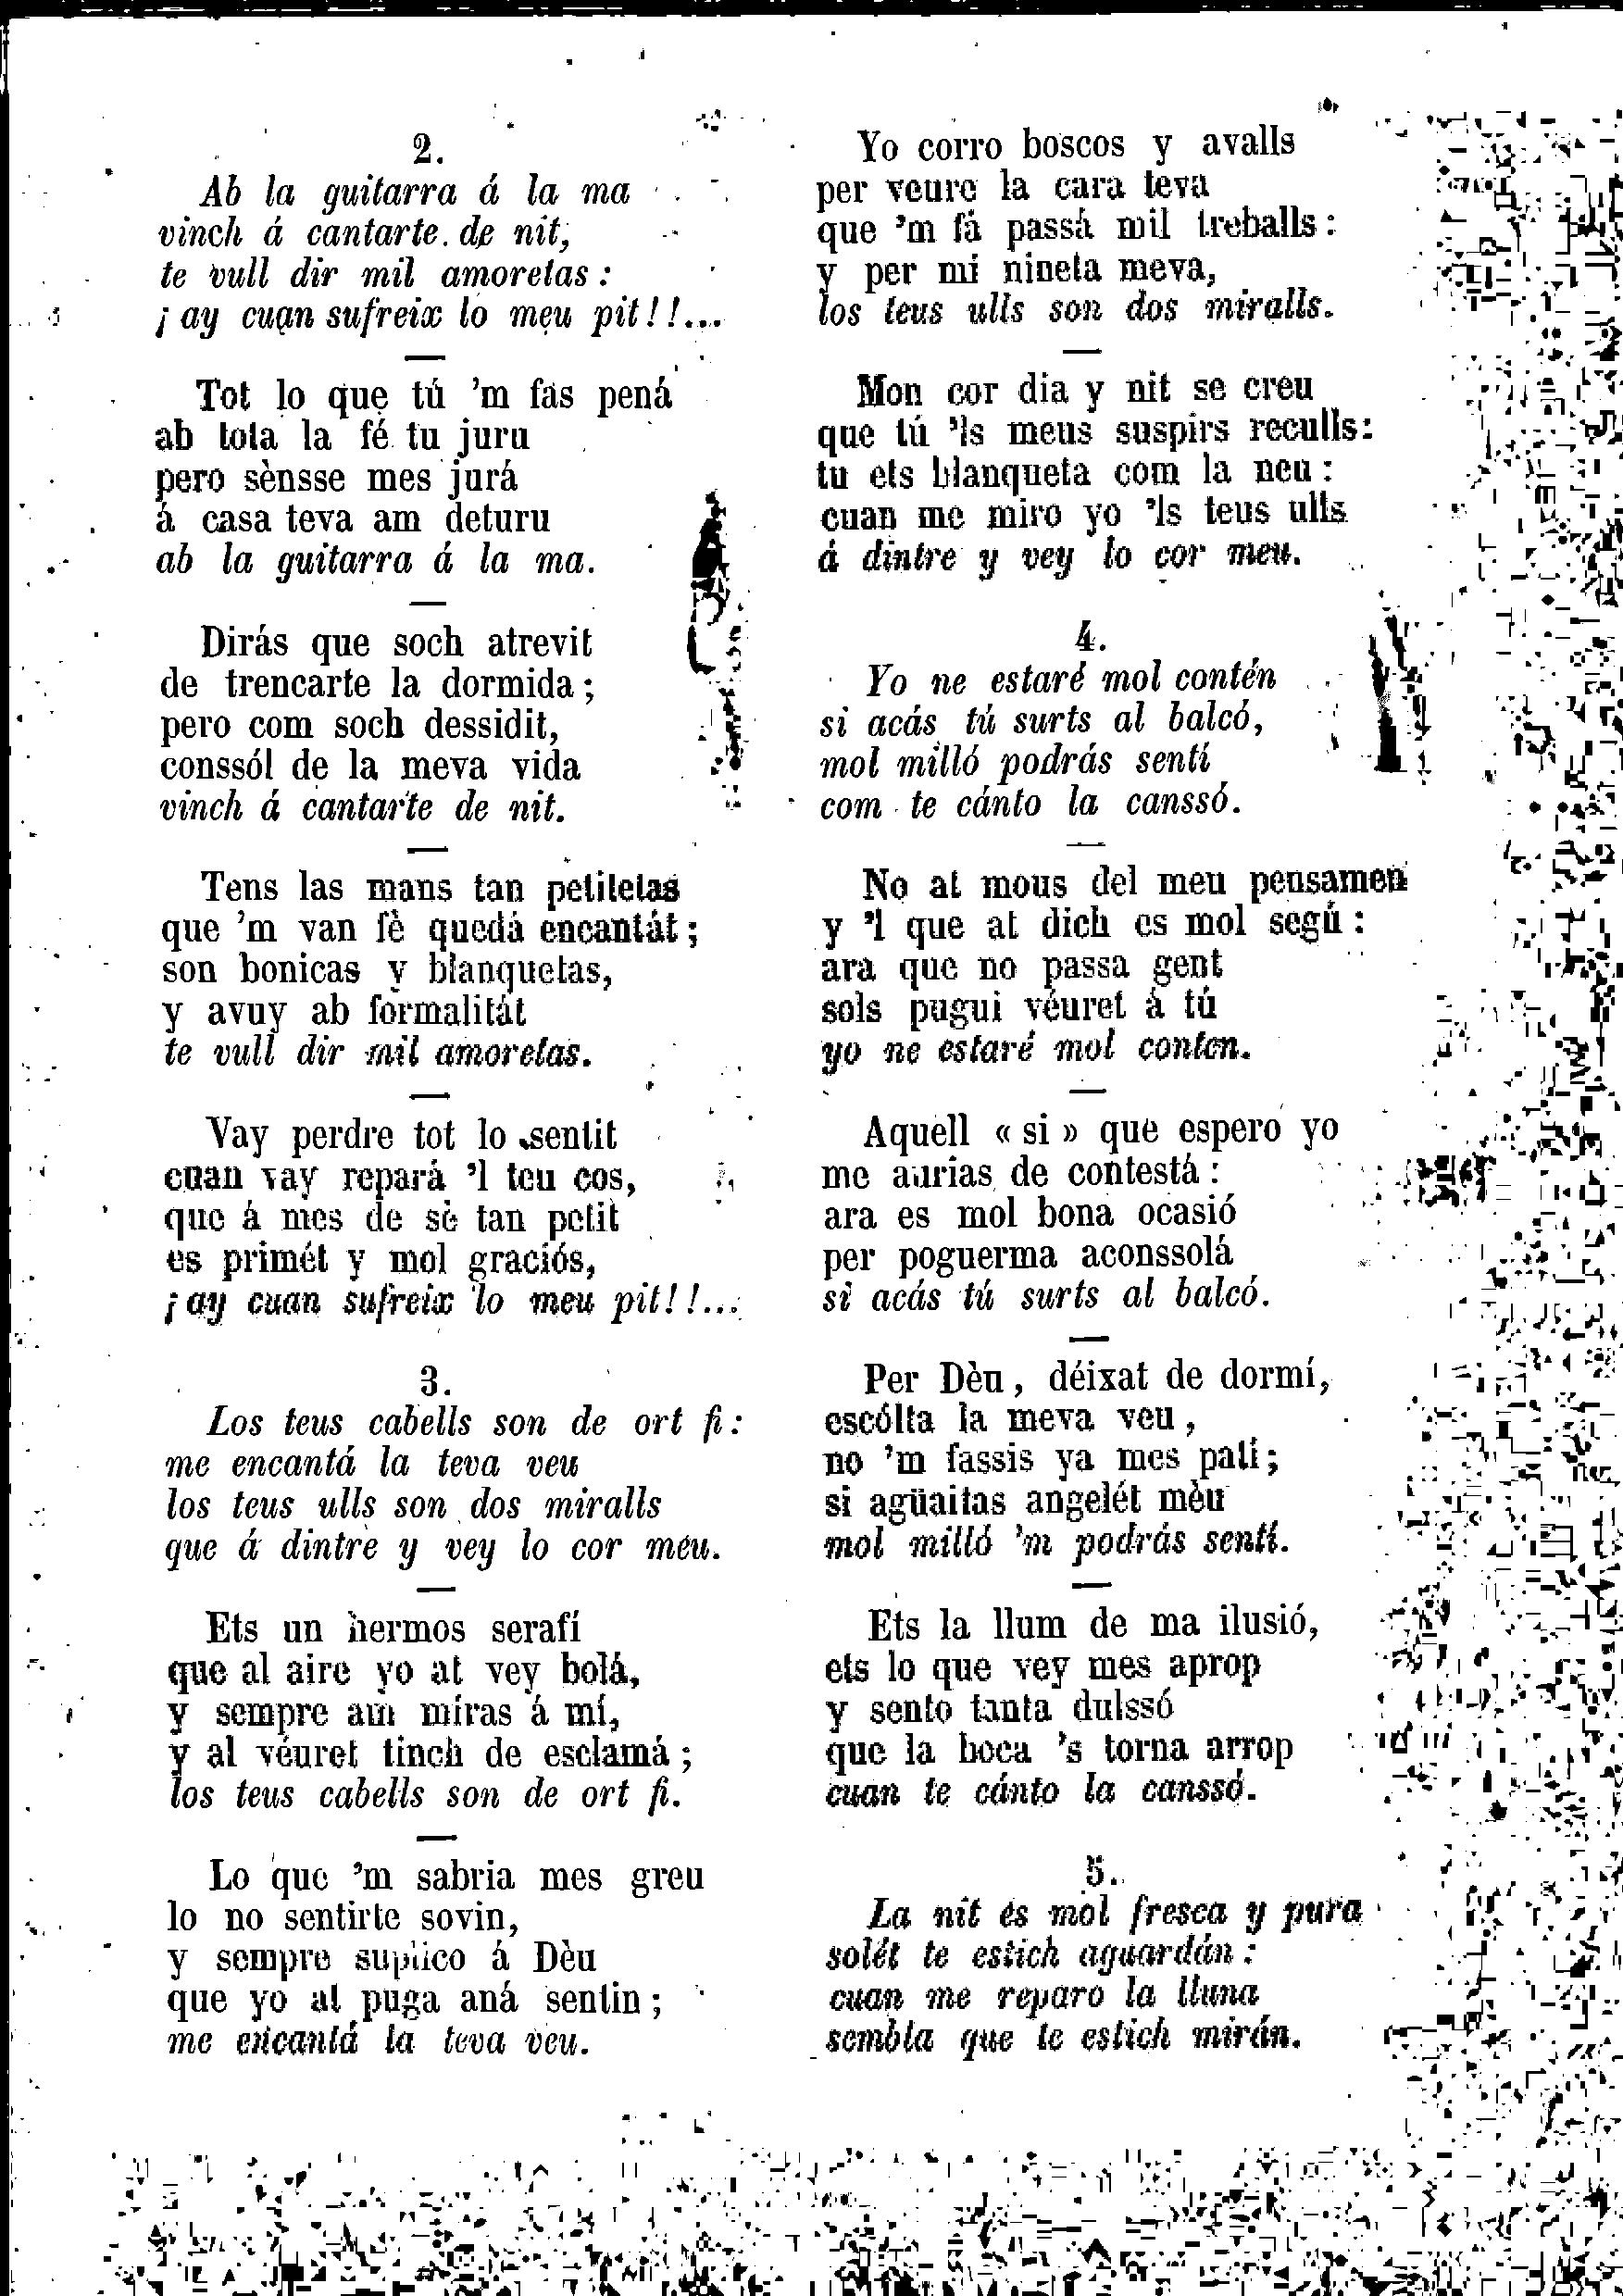 2.
Ab la guitarra á la ma
vinch á cantarte de nit,
te vull dir mil amoretas:
¡ay cuan sufreix lo meu pit!!...
Tot lo que tú 'm fas pená
ab tota la fé tu juru
pero sènsse mes jurá
á casa teva am deturu
ab la guitarra á la ma.
Dirás que soch atrevit
de trencarte la dormida;
pero com soch dessidit,
conssól de la meva vida
vinch á cantarte de nit.
Tens las mans tan petitetas
que 'm van fè quedá encantát;
son bonicas y blanquetas,
y avuy ab formalitát
te vull dir mil amoretas.
Vay perdre tot lo sentit
cuan vay repará 'l teu cos,
que á mes de sè tan petit
es primét y mol graciós,
¡ay cuan sufreix lo meu pit!!...
3.
Los teus cabells son de ort fi:
me encantá la teva veu
los teus ulls son dos miralls
que á dintre y vey lo cor meu.
Ets un hermos serafí
que al aire yo at vey bolá,
y sempre am miras á mí,
y al véuret tinch de esclamá;
los teus cabells son de ort fi.
Lo que 'm sabria mes greu
lo no sentirte sovin,
y sempre suplico á Dèu
que yo at puga aná sentin;
me encantá la teva veu.
Yo corro boscos y avalls
per veure la cara teva
que 'm fá passá mil treballs:
y per mi nineta meva,
los teus ulls son dos miralls.
Mon cor dia y nit se creu
que tú 'ls meus suspirs reculls:
tu ets blanqueta com la neu:
cuan me miro yo 'ls teus ulls
á dintre y vey lo cor meu.
4.
Yo ne estaré mol contén
si acás tú surts al balcó,
mol milló podrás sentí
com te cánto la canssó.
No at mous del meu pensamen
y 'l que at dich es mol segú:
ara que no passa gent
sols pugui véuret á tú
yo ne estaré mol conten.
Aquell « si » que espero yo
me aurias de contestá:
ara es mol bona ocasió
per poguerma aconssolá
si acás tú surts al balcó.
Per Dèu, déixat de dormí,
escólta la meva veu,
no 'm fassis ya mes patí;
si agüaitas angelét mèu
mol milló 'm podrás sentí.
Ets la llum de ma ilusió,
ets lo que vey mes aprop
y sento tanta dulssó
que la boca 's torna arrop
cuan te cánto la canssó.
5.
La nit es mol fresca y pura
solét te estich aguardán:
cuan me reparo la lluna
sembla que te estich mirán.